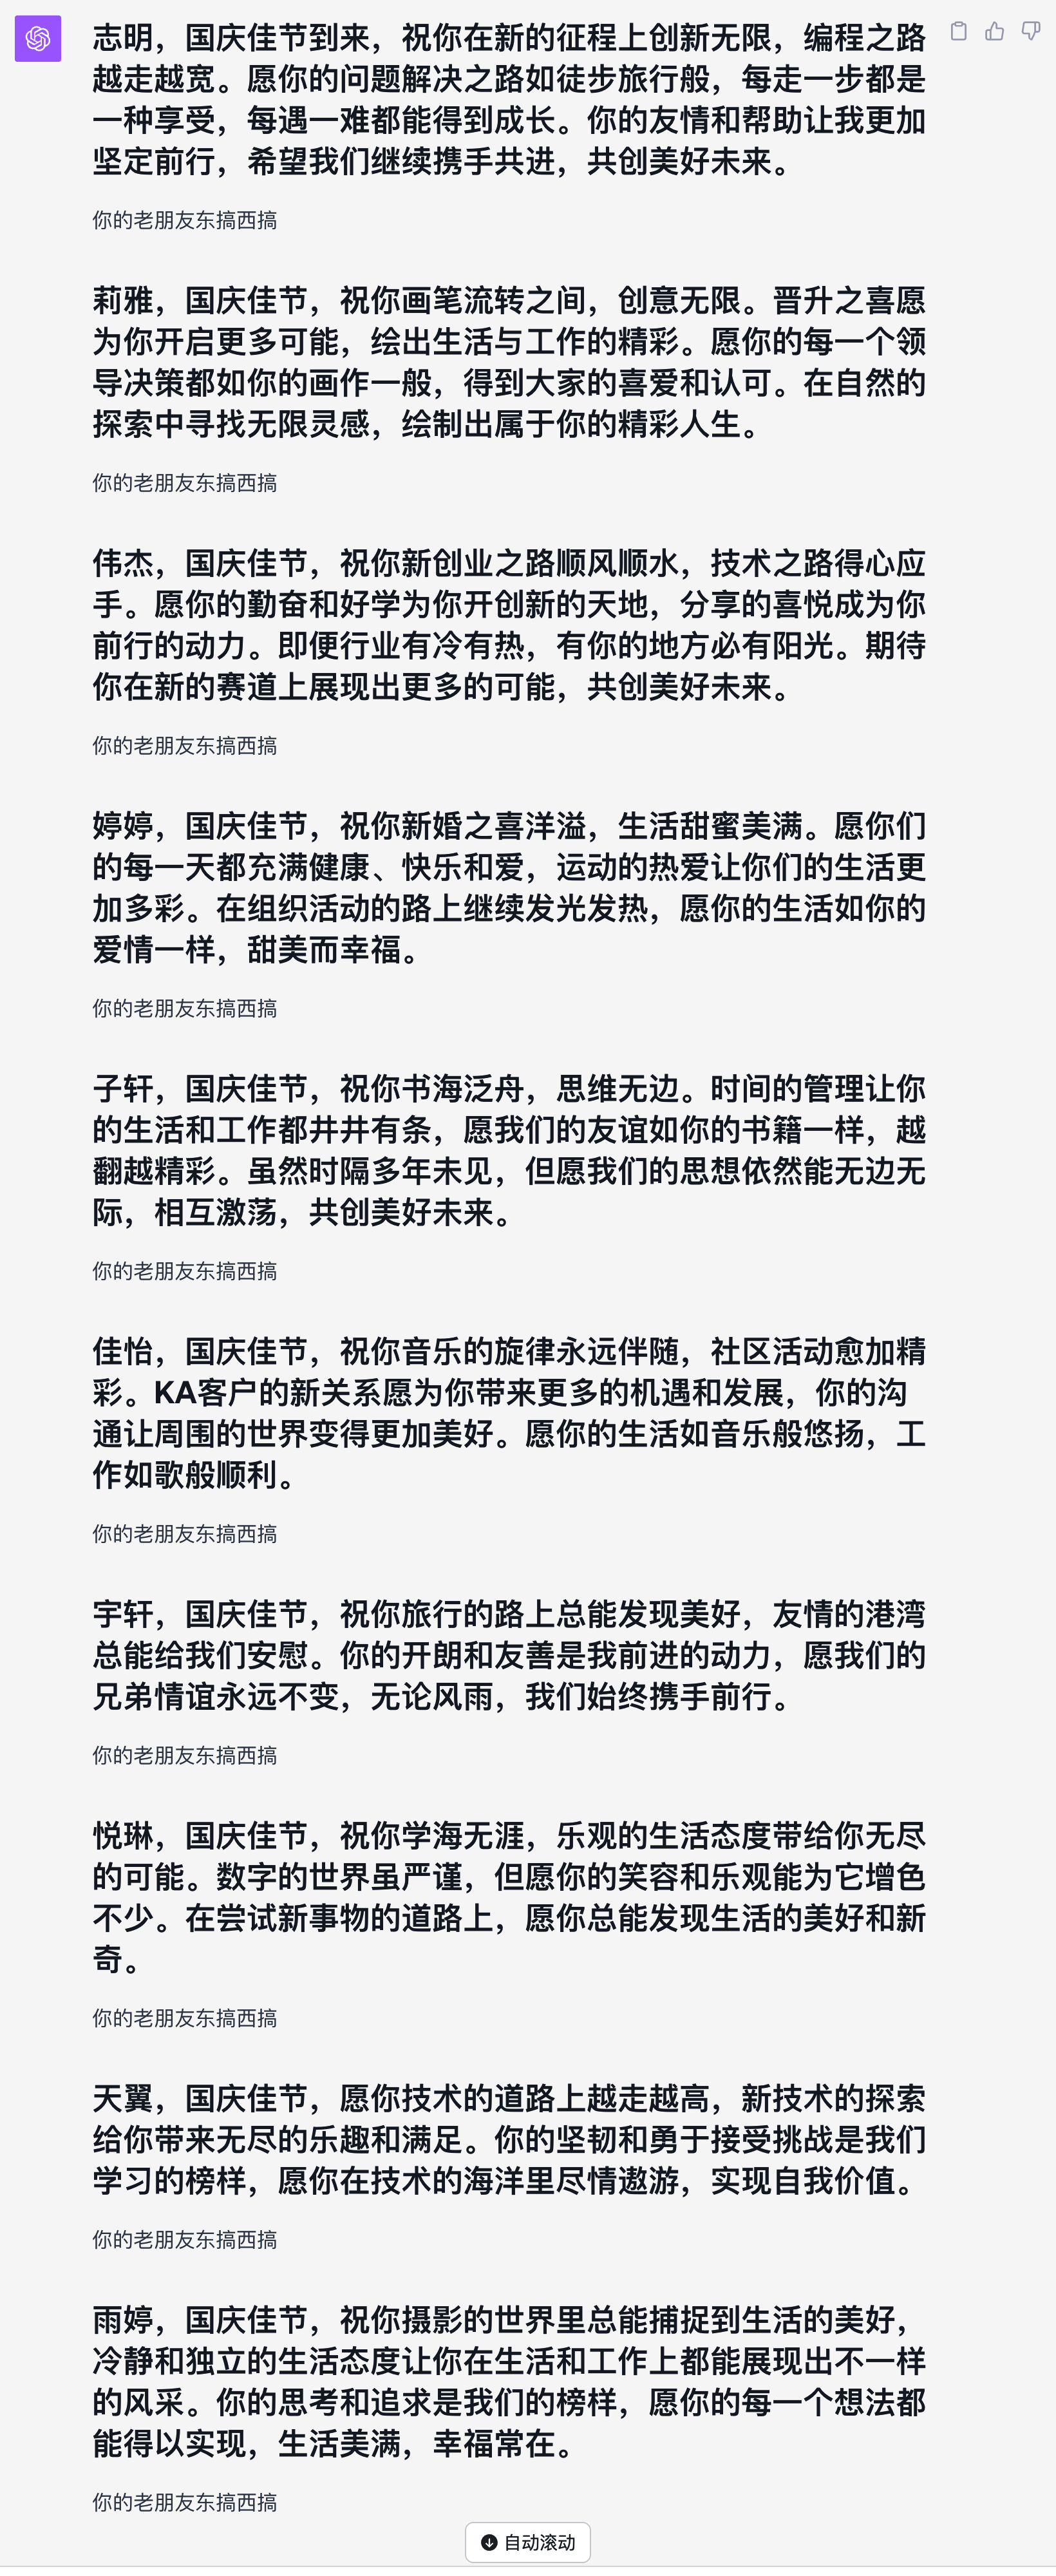 志明，国庆佳节到来，祝你在新的征程上创新无限，编程之路
越走越宽。愿你的问题解决之路如徒步旅行般，每走一步都是
一种享受，每遇一难都能得到成长。你的友情和帮助让我更加
坚定前行，希望我们继续携手共进，共创美好未来。
你的老朋友东搞西搞
莉雅，国庆佳节，祝你画笔流转之间，创意无限。晋升之喜愿
为你开启更多可能，绘出生活与工作的精彩。愿你的每一个领
导决策都如你的画作一般，得到大家的喜爱和认可。在自然的
探索中寻找无限灵感，绘制出属于你的精彩人生。
你的老朋友东搞西搞
伟杰，国庆佳节，祝你新创业之路顺风顺水，技术之路得心应
手。愿你的勤奋和好学为你开创新的天地，分享的喜悦成为你
前行的动力。即便行业有冷有热，有你的地方必有阳光。期待
你在新的赛道上展现出更多的可能，共创美好未来。
你的老朋友东搞西搞
婷婷，国庆佳节，祝你新婚之喜洋溢，生活甜蜜美满。愿你们
的每一天都充满健康、快乐和爱，运动的热爱让你们的生活更
加多彩。在组织活动的路上继续发光发热，愿你的生活如你的
爱情一样，甜美而幸福。
你的老朋友东搞西搞
子轩，国庆佳节，祝你书海泛舟，思维无边。时间的管理让你
的生活和工作都井井有条，愿我们的友谊如你的书籍一样，越
翻越精彩。虽然时隔多年未见，但愿我们的思想依然能无边无
际，相互激荡，共创美好未来。
你的老朋友东搞西搞
佳怡，国庆佳节，祝你音乐的旋律永远伴随，社区活动愈加精
彩。KA客户的新关系愿为你带来更多的机遇和发展，你的沟
通让周围的世界变得更加美好。愿你的生活如音乐般悠扬，工
作如歌般顺利。
你的老朋友东搞西搞
宇轩，国庆佳节，祝你旅行的路上总能发现美好，友情的港湾
总能给我们安慰。你的开朗和友善是我前进的动力，愿我们的
兄弟情谊永远不变，无论风雨，我们始终携手前行。
你的老朋友东搞西搞
悦琳，国庆佳节，祝你学海无涯，乐观的生活态度带给你无尽
的可能。数字的世界虽严谨，但愿你的笑容和乐观能为它增色
不少。在尝试新事物的道路上，愿你总能发现生活的美好和新
奇。
你的老朋友东搞西搞
天翼，国庆佳节，愿你技术的道路上越走越高，新技术的探索
给你带来无尽的乐趣和满足。你的坚韧和勇于接受挑战是我们
学习的榜样，愿你在技术的海洋里尽情遨游，实现自我价值。
你的老朋友东搞西搞
雨婷，国庆佳节，祝你摄影的世界里总能捕捉到生活的美好，
冷静和独立的生活态度让你在生活和工作上都能展现出不一样
的风采。你的思考和追求是我们的榜样，愿你的每一个想法都
能得以实现，生活美满，幸福常在。
你的老朋友东搞西搞
自动滚动